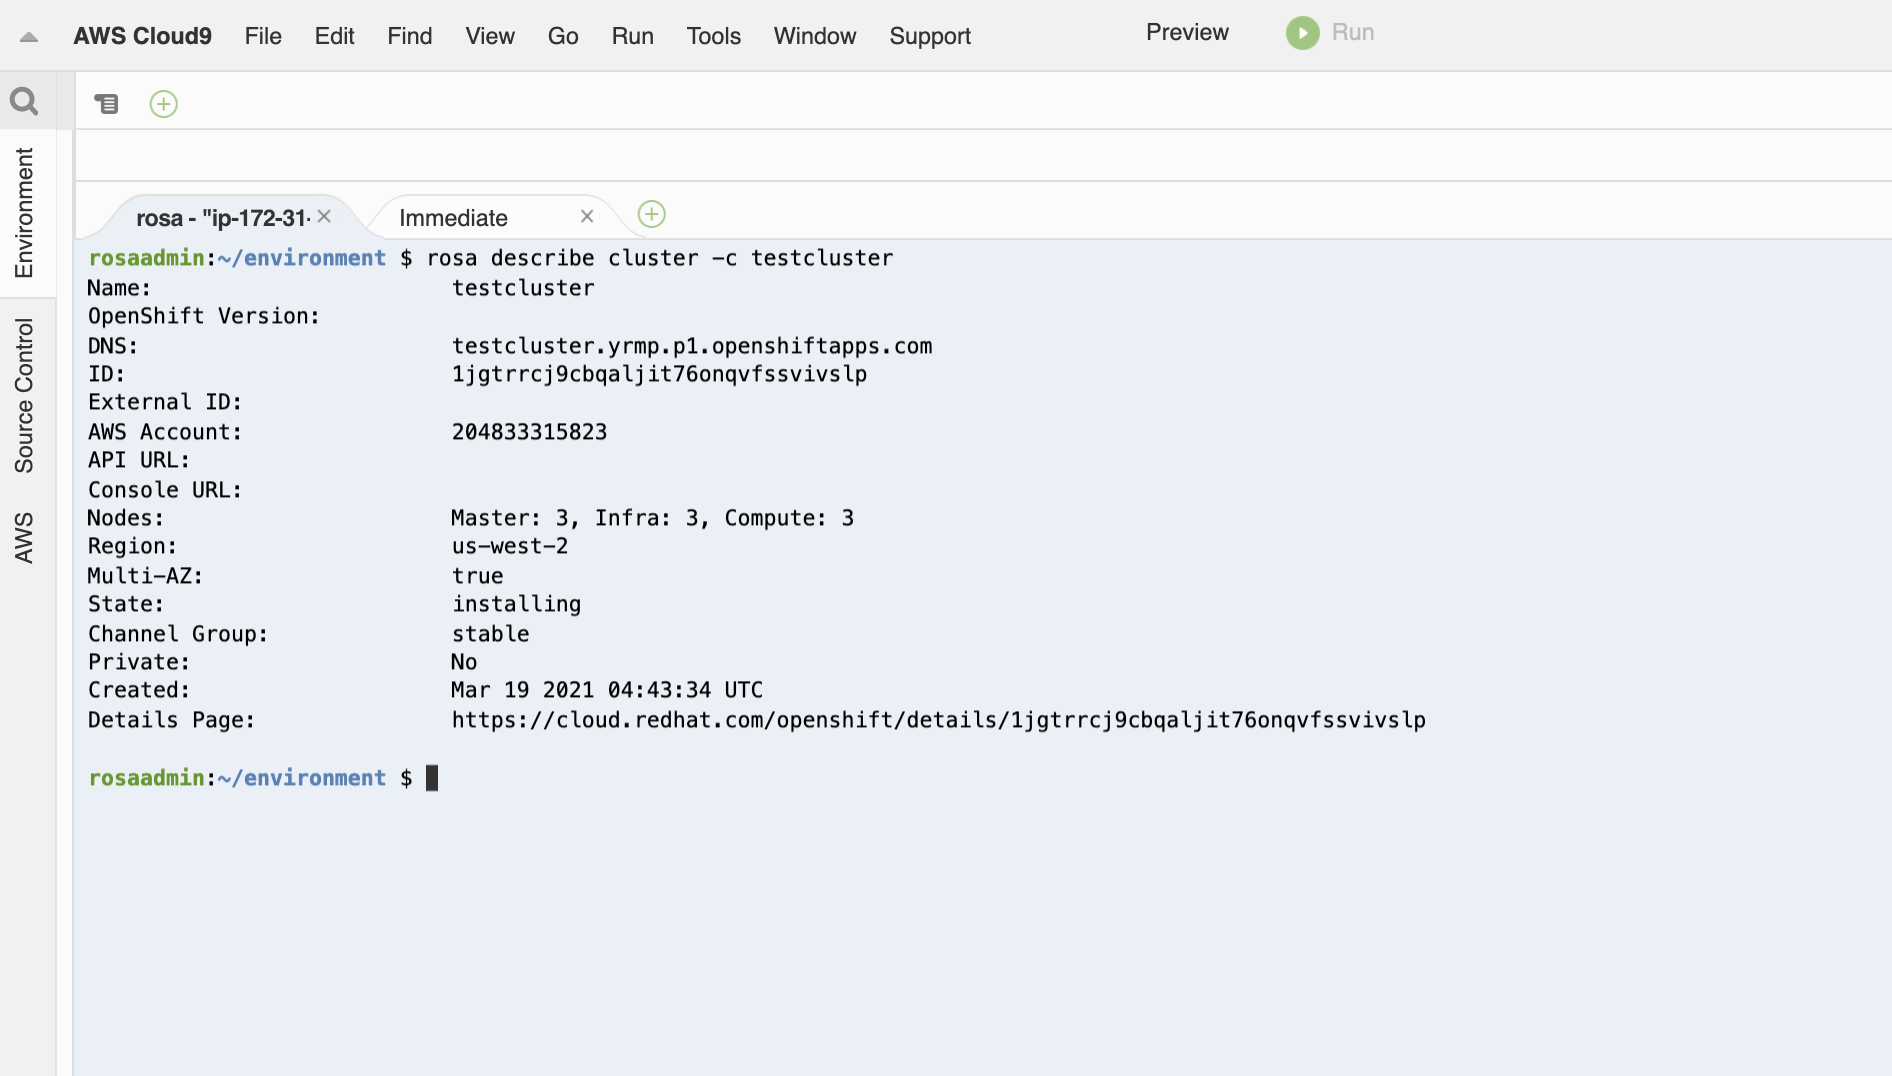 AWS Cloud9 File Edit Find View Go Run Tools Window Support Preview Run
Environment
Source Control
AWS
rosa - "ip-172-31- Immediate
rosaadmin:~/environment $ rosa describe cluster -c testcluster
Name: testcluster
OpenShift Version:
DNS: testcluster.yrmp.p1.openshiftapps.com
ID: 1jgtrrcj9cbqaljit76onqvfssvivslp
External ID:
AWS Account: 204833315823
API URL:
Console URL:
Nodes: Master: 3, Infra: 3, Compute: 3
Region: us-west-2
Multi-AZ: true
State: installing
Channel Group: stable
Private: No
Created: Mar 19 2021 04:43:34 UTC
Details Page: https://cloud.redhat.com/openshift/details/1jgtrrcj9cbqaljit76onqvfssvivslp
rosaadmin:~/environment $